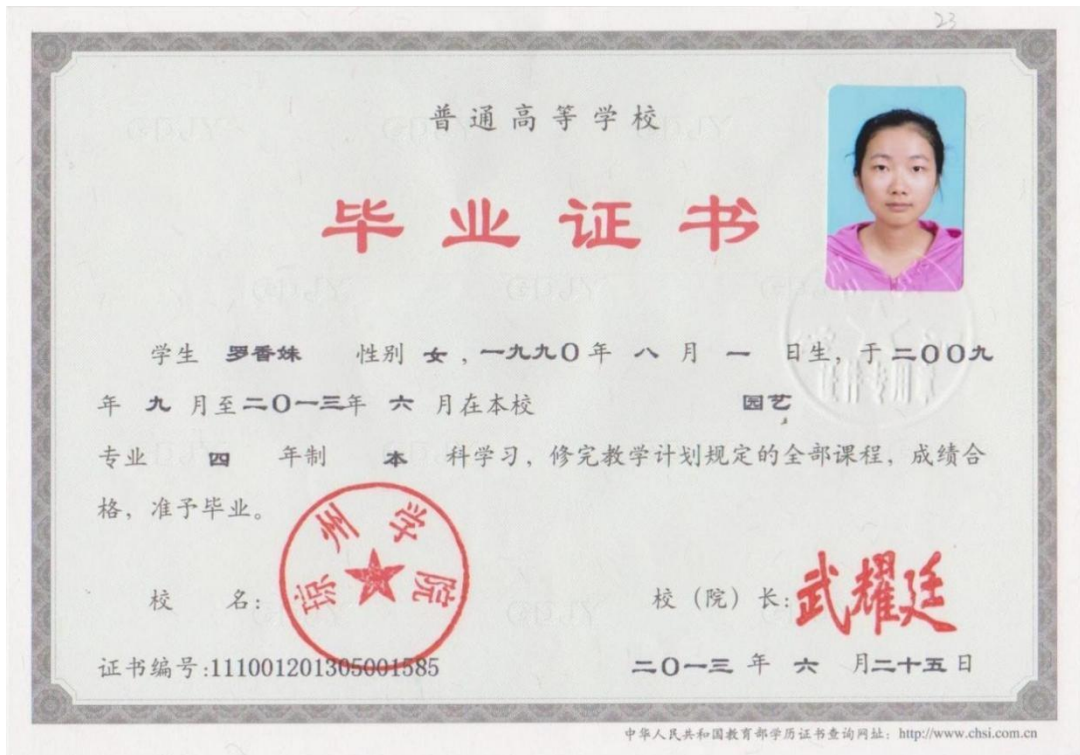 23
普通高等学校
毕业证书
学生 罗香妹 性别 女，一九九〇年 八 月 一 日生，于二〇〇九
年 九 月至二〇一三年 六 月在本校 园艺
专业 四 年制 本 科学习，修完教学计划规定的全部课程，成绩合
格，准予毕业。
琼州学院
校 名： 校（院）长：武耀廷
证书编号:111001201305001585 二〇一三 年 六 月二十五日
中华人民共和国教育部学历证书查询网址：http://www.chsi.com.cn